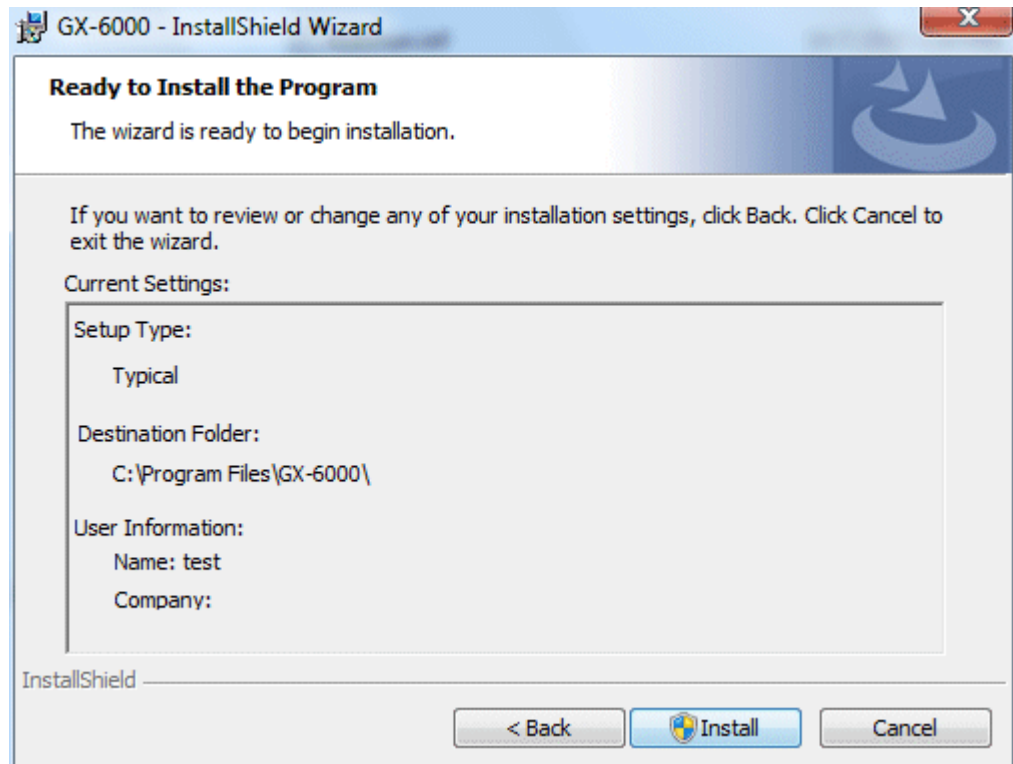 GX-6000 - InstallShield Wizard
Ready to Install the Program
The wizard is ready to begin installation.
If you want to review or change any of your installation settings, click Back. Click Cancel to
exit the wizard.
Current Settings:
Setup Type:
Typical
Destination Folder:
C:\Program Files\GX-6000\
User Information:
Name: test
Company:
InstallShield
< Back
Install
Cancel